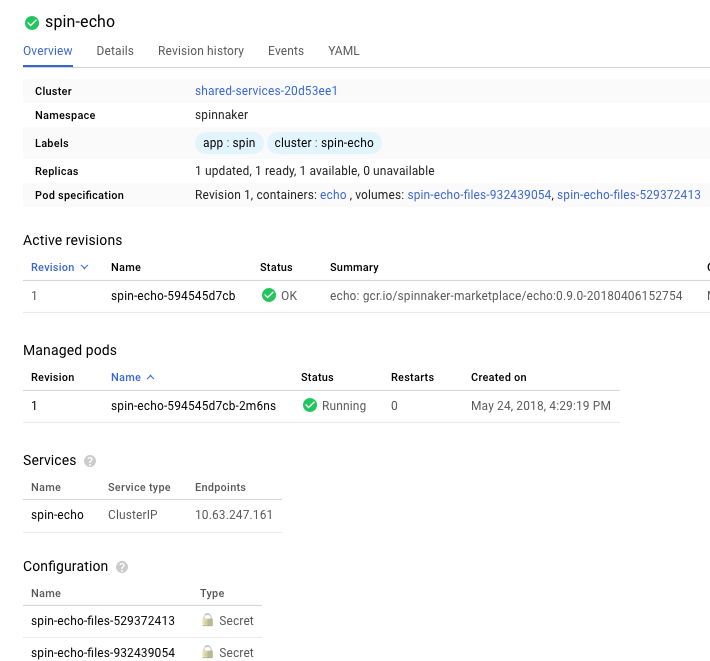 spin-echo
Overview Details Revision history Events YAML
Cluster shared-services-20d53ee1
Namespace spinnaker
Labels app : spin cluster : spin-echo
Replicas 1 updated, 1 ready, 1 available, 0 unavailable
Pod specification Revision 1, containers: echo , volumes: spin-echo-files-932439054, spin-echo-files-529372413
Active revisions
Revision Name Status Summary
1 spin-echo-594545d7cb OK echo: gcr.io/spinnaker-marketplace/echo:0.9.0-20180406152754
Managed pods
Revision Name Status Restarts Created on
1 spin-echo-594545d7cb-2m6ns Running 0 May 24, 2018, 4:29:19 PM
Services ?
Name Service type Endpoints
spin-echo ClusterIP 10.63.247.161
Configuration ?
Name Type
spin-echo-files-529372413 Secret
spin-echo-files-932439054 Secret